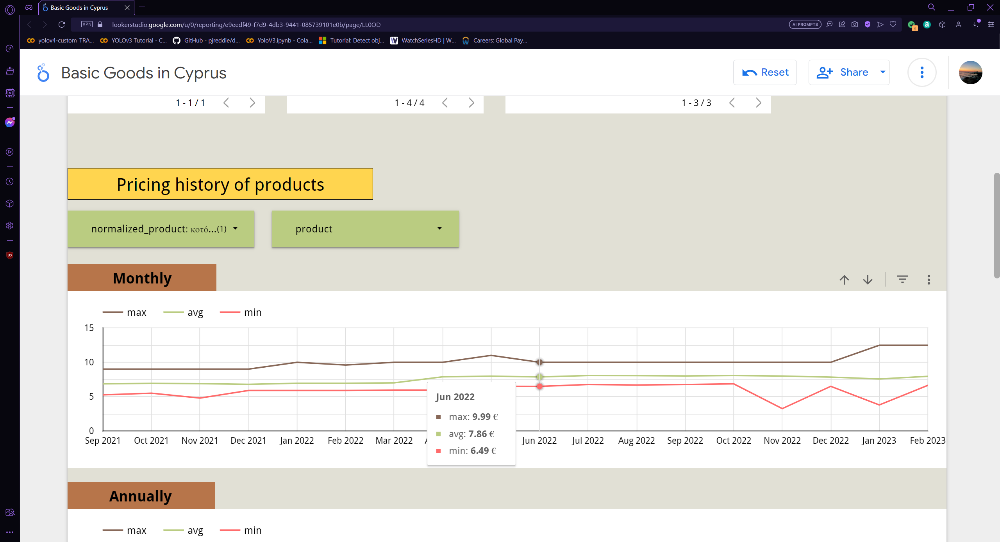 Basic Goods in Cyprus
VPN lookerstudio.google.com/u/0/reporting/e9eedf49-f7d9-4db3-9441-085739101e0b/page/LL0OD AI PROMPTS 1
yolov4-custom_TRA... YOLOv3 Tutorial - C... GitHub - pjreddie/d... YoloV3.ipynb - Cola... Tutorial: Detect obj... WatchSeriesHD | W... Careers: Global Pay...
Basic Goods in Cyprus Reset Share
1 - 1 / 1 1 - 4 / 4 1 - 3 / 3
Pricing history of products
normalized_product: κοτό...(1) product
Monthly
max avg min
15
10
5
0
Sep 2021 Oct 2021 Nov 2021 Dec 2021 Jan 2022 Feb 2022 Mar 2022 Jun 2022 Jul 2022 Aug 2022 Sep 2022 Oct 2022 Nov 2022 Dec 2022 Jan 2023 Feb 2023
Jun 2022
max: 9.99 €
avg: 7.86 €
min: 6.49 €
Annually
max avg min